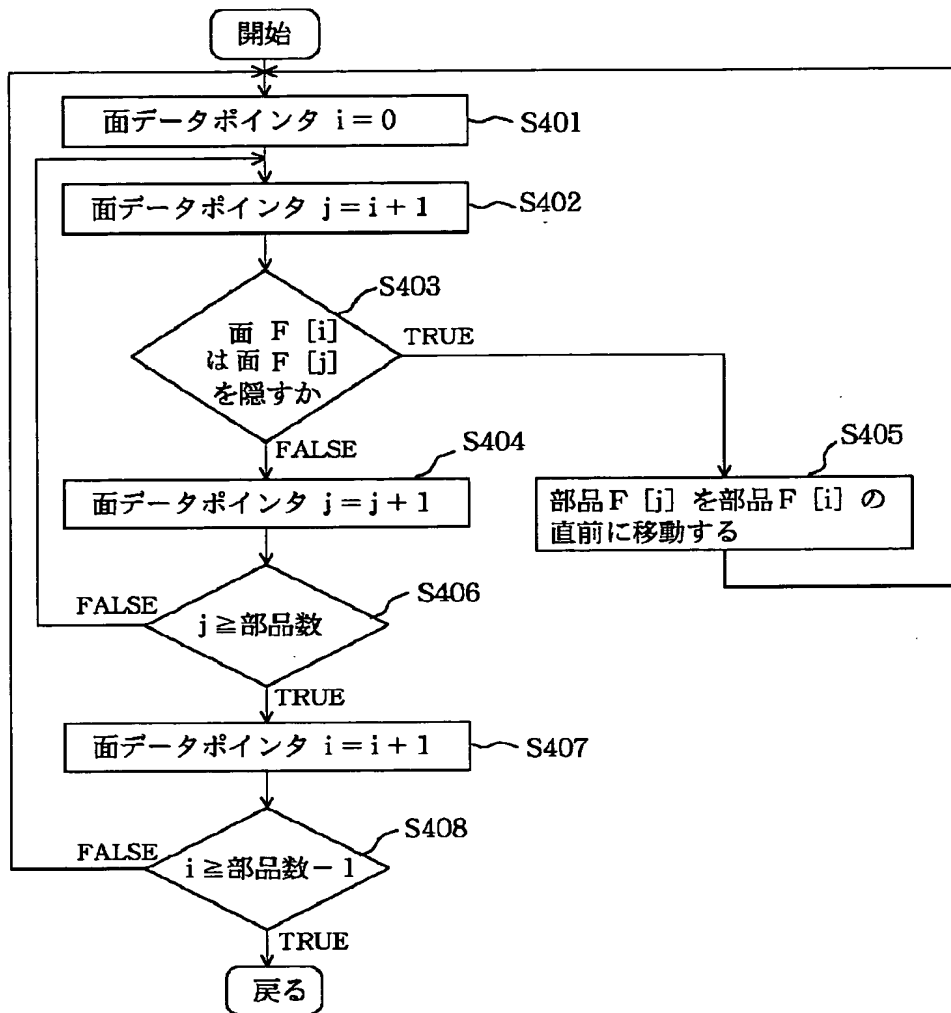 開始
面データポインタ i＝0
S401
面データポインタ j＝i＋1
S402
S403
面 F [i]
は面 F [j]
を隠すか
TRUE
FALSE
S404
面データポインタ j＝j＋1
S405
部品F [j] を部品F [i] の
直前に移動する
FALSE
S406
j≧部品数
TRUE
面データポインタ i＝i＋1
S407
FALSE
S408
i≧部品数－1
TRUE
戻る